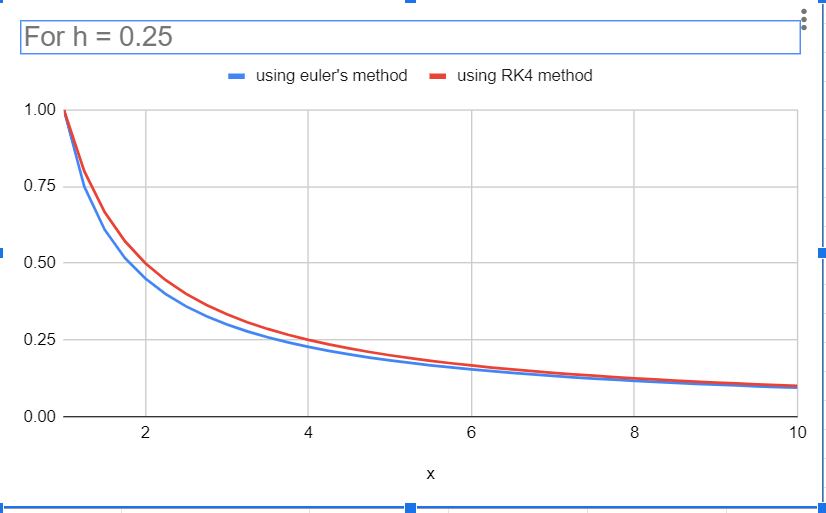 For h = 0.25
using euler's method using RK4 method
1.00
0.75
0.50
0.25
0.00
2 4 6 8 10
x